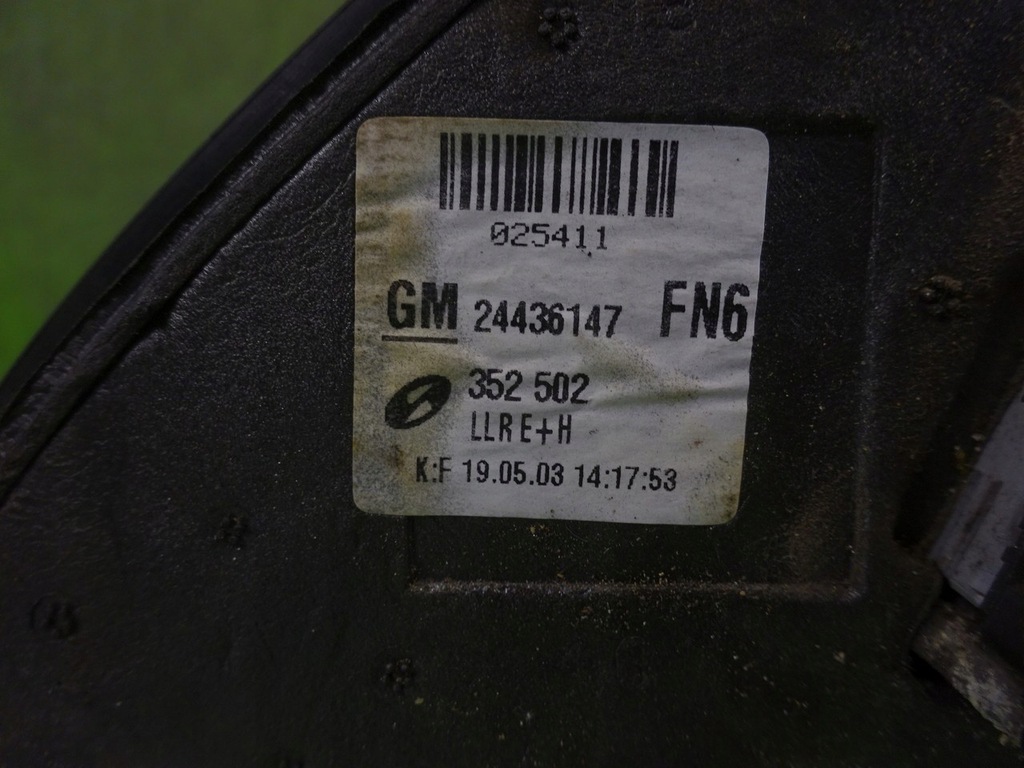 025411
GM 24436147 FN6
352 502
LLR E+H
K:F 19.05.03 14:17:53